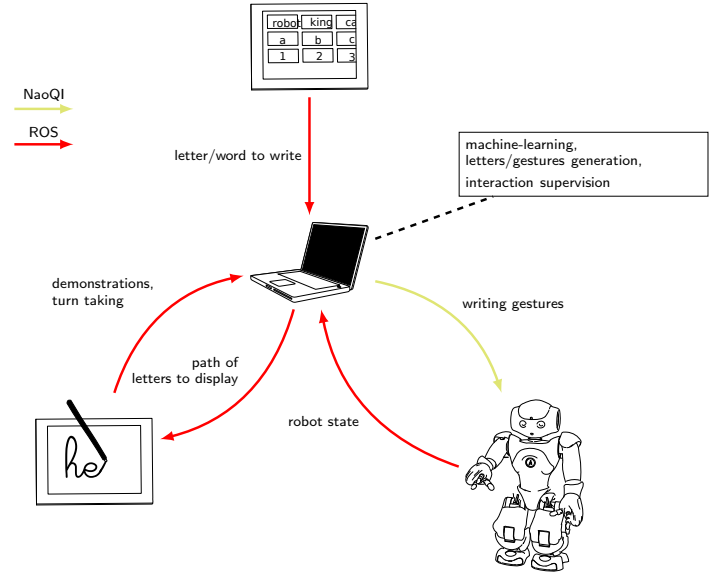 robot king ca
a b c
1 2 3
NaoQI
ROS
letter/word to write
machine-learning,
letters/gestures generation,
interaction supervision
demonstrations,
turn taking
writing gestures
path of
letters to display
robot state
he